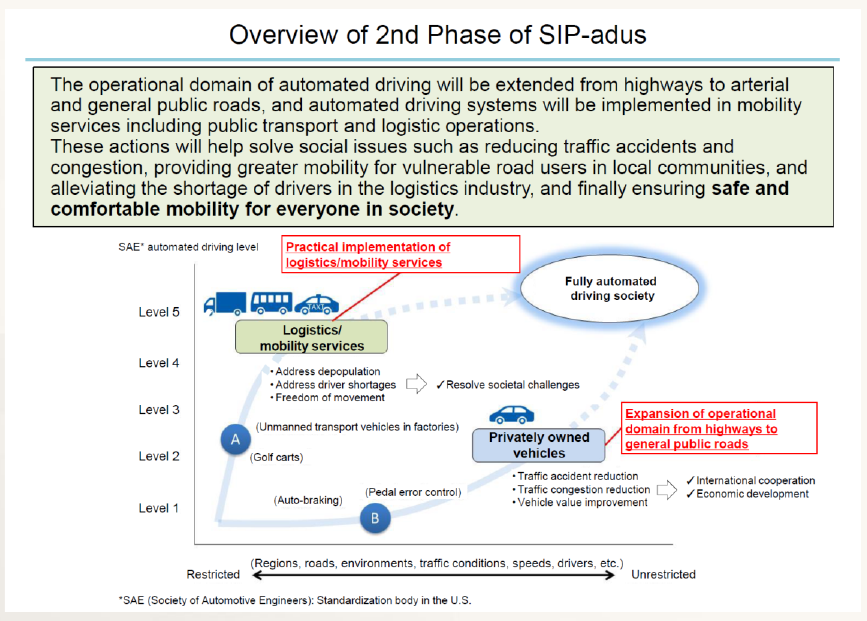 Overview of 2nd Phase of SIP-adus
The operational domain of automated driving will be extended from highways to arterial
and general public roads, and automated driving systems will be implemented in mobility
services including public transport and logistic operations.
These actions will help solve social issues such as reducing traffic accidents and
congestion, providing greater mobility for vulnerable road users in local communities, and
alleviating the shortage of drivers in the logistics industry, and finally ensuring safe and
comfortable mobility for everyone in society.
SAE* automated driving level
Practical implementation of
logistics/mobility services
Fully automated
driving society
Level 5
TAXI
Logistics/
mobility services
Level 4
・Address depopulation
・Address driver shortages
・Freedom of movement
✓Resolve societal challenges
Level 3
A
(Unmanned transport vehicles in factories)
Privately owned
vehicles
Expansion of operational
domain from highways to
general public roads
Level 2
(Golf carts)
・Traffic accident reduction
・Traffic congestion reduction
・Vehicle value improvement
✓International cooperation
✓Economic development
Level 1
(Auto-braking)
(Pedal error control)
B
(Regions, roads, environments, traffic conditions, speeds, drivers, etc.)
Restricted
Unrestricted
*SAE (Society of Automotive Engineers): Standardization body in the U.S.